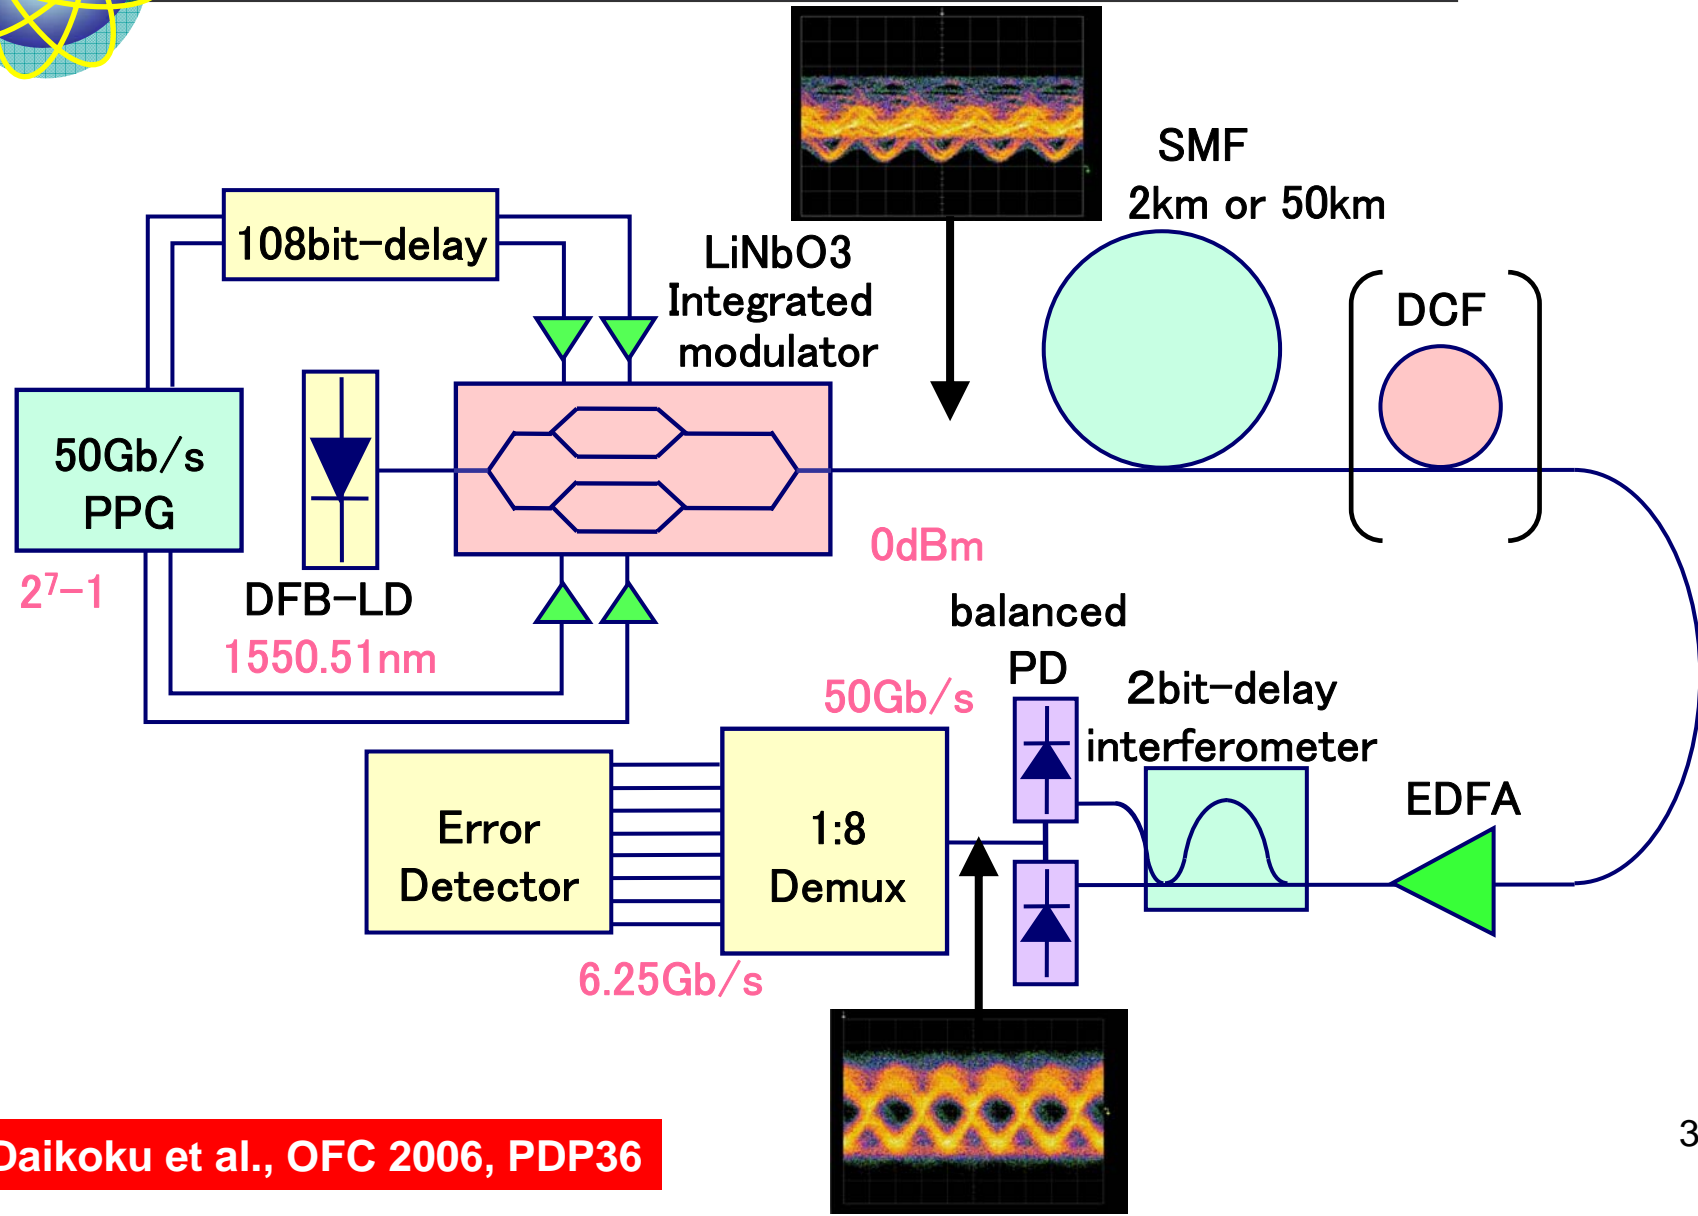 SMF
2km or 50km
108bit-delay
LiNbO3
Integrated
modulator
DCF
50Gb/s
PPG
2⁷-1
DFB-LD
1550.51nm
0dBm
balanced
PD
50Gb/s
2bit-delay
interferometer
EDFA
Error
Detector
1:8
Demux
6.25Gb/s
Daikoku et al., OFC 2006, PDP36
3